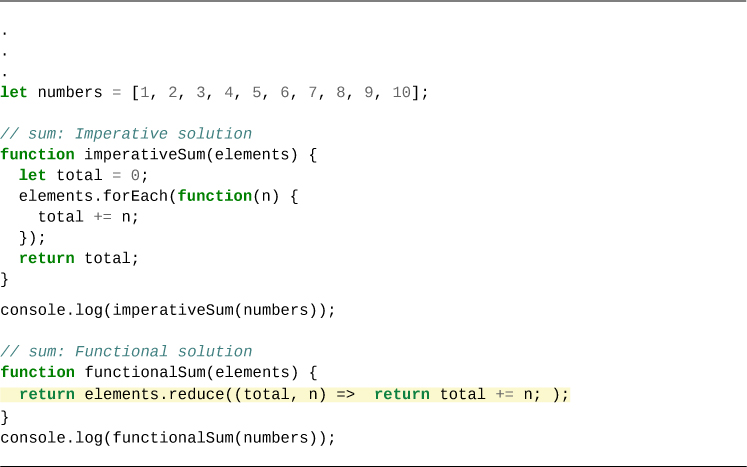 .
.
.
let numbers = [1, 2, 3, 4, 5, 6, 7, 8, 9, 10];
// sum: Imperative solution
function imperativeSum(elements) {
  let total = 0;
  elements.forEach(function(n) {
    total += n;
  });
  return total;
}
console.log(imperativeSum(numbers));
// sum: Functional solution
function functionalSum(elements) {
  return elements.reduce((total, n) =>  return total += n; );
}
console.log(functionalSum(numbers));